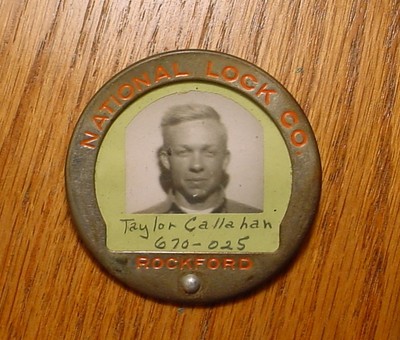 NATIONAL LOCK CO.
Taylor Callahan
670-025
ROCKFORD